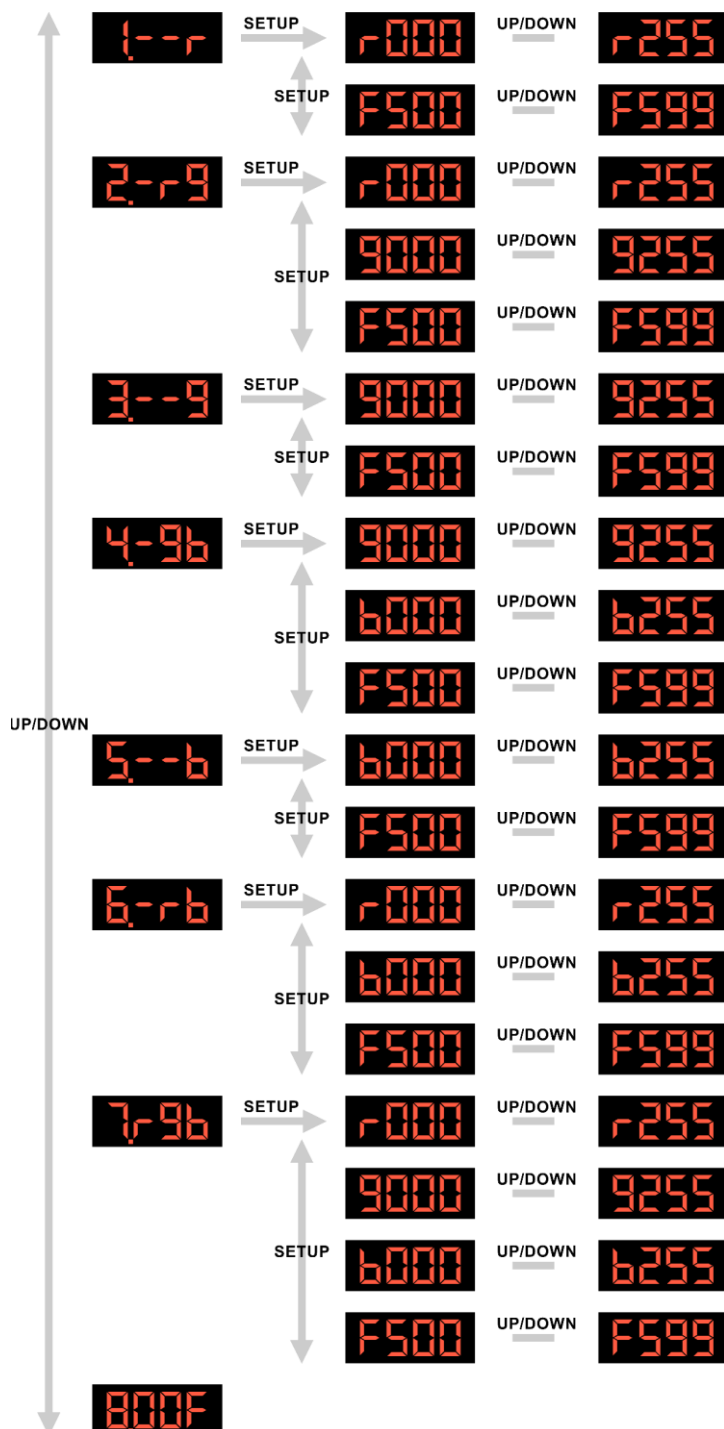 1.--r SETUP r000 UP/DOWN r255
SETUP F500 UP/DOWN F599
2.-rg SETUP r000 UP/DOWN r255
SETUP g000 UP/DOWN g255
F500 UP/DOWN F599
3.--g SETUP g000 UP/DOWN g255
SETUP F500 UP/DOWN F599
4.-gb SETUP g000 UP/DOWN g255
SETUP b000 UP/DOWN b255
F500 UP/DOWN F599
UP/DOWN
5.--b SETUP b000 UP/DOWN b255
SETUP F500 UP/DOWN F599
6.-rb SETUP r000 UP/DOWN r255
SETUP b000 UP/DOWN b255
F500 UP/DOWN F599
7.rgb SETUP r000 UP/DOWN r255
g000 UP/DOWN g255
SETUP b000 UP/DOWN b255
F500 UP/DOWN F599
800F